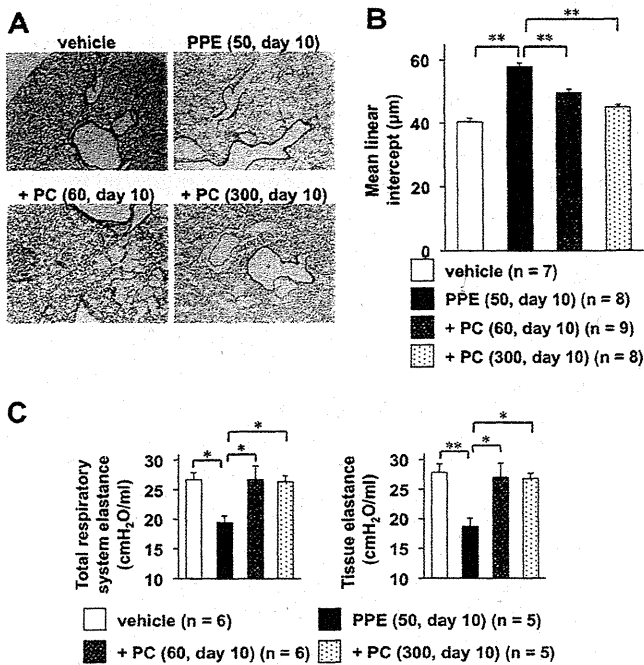 A
vehicle
PPE (50, day 10)
+ PC (60, day 10)
+ PC (300, day 10)
B
Mean linear
intercept (µm)
60
40
20
0
**
**
**
**
vehicle (n = 7)
PPE (50, day 10) (n = 8)
+ PC (60, day 10) (n = 9)
+ PC (300, day 10) (n = 8)
C
Total respiratory
system elastance
(cmH2O/ml)
30
25
20
15
10
*
*
*
Tissue elastance
(cmH2O/ml)
30
25
20
15
10
*
**
*
vehicle (n = 6)
PPE (50, day 10) (n = 5)
+ PC (60, day 10) (n = 6)
+ PC (300, day 10) (n = 5)